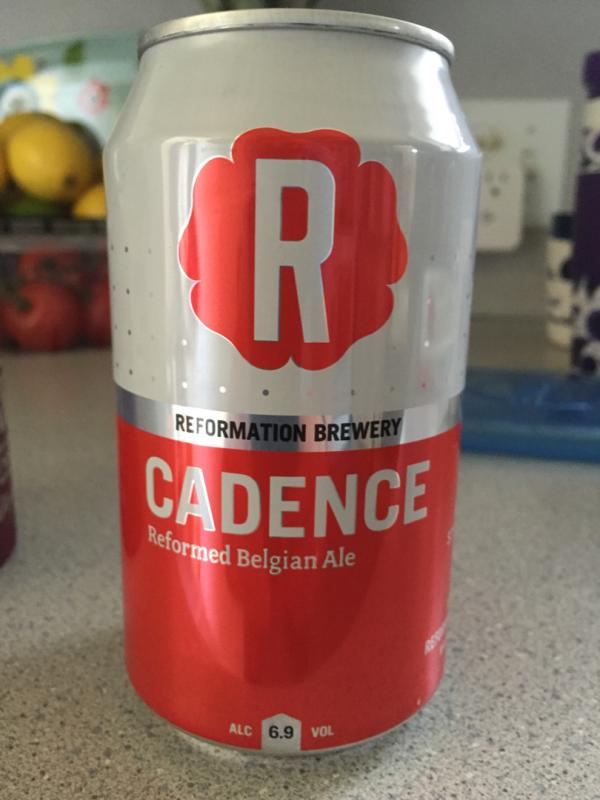 R
REFORMATION BREWERY
CADENCE
Reformed Belgian Ale
ALC 6.9 VOL